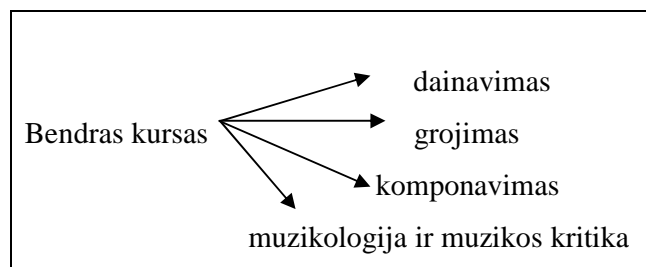 dainavimas
Bendras kursas
grojimas
komponavimas
muzikologija ir muzikos kritika